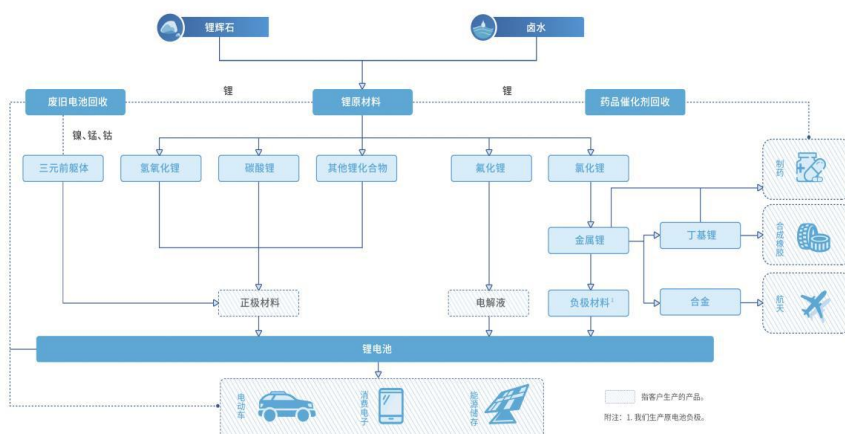 锂辉石
卤水
废旧电池回收
锂
锂原材料
锂
药品催化剂回收
镍、锰、钴
三元前躯体
氢氧化锂
碳酸锂
其他锂化合物
氟化锂
氯化锂
制药
金属锂
丁基锂
合成橡胶
正极材料
电解液
负极材料¹
合金
航天
锂电池
电动车
消费电子
能源储存
指客户生产的产品。
附注：1. 我们生产原电池负极。